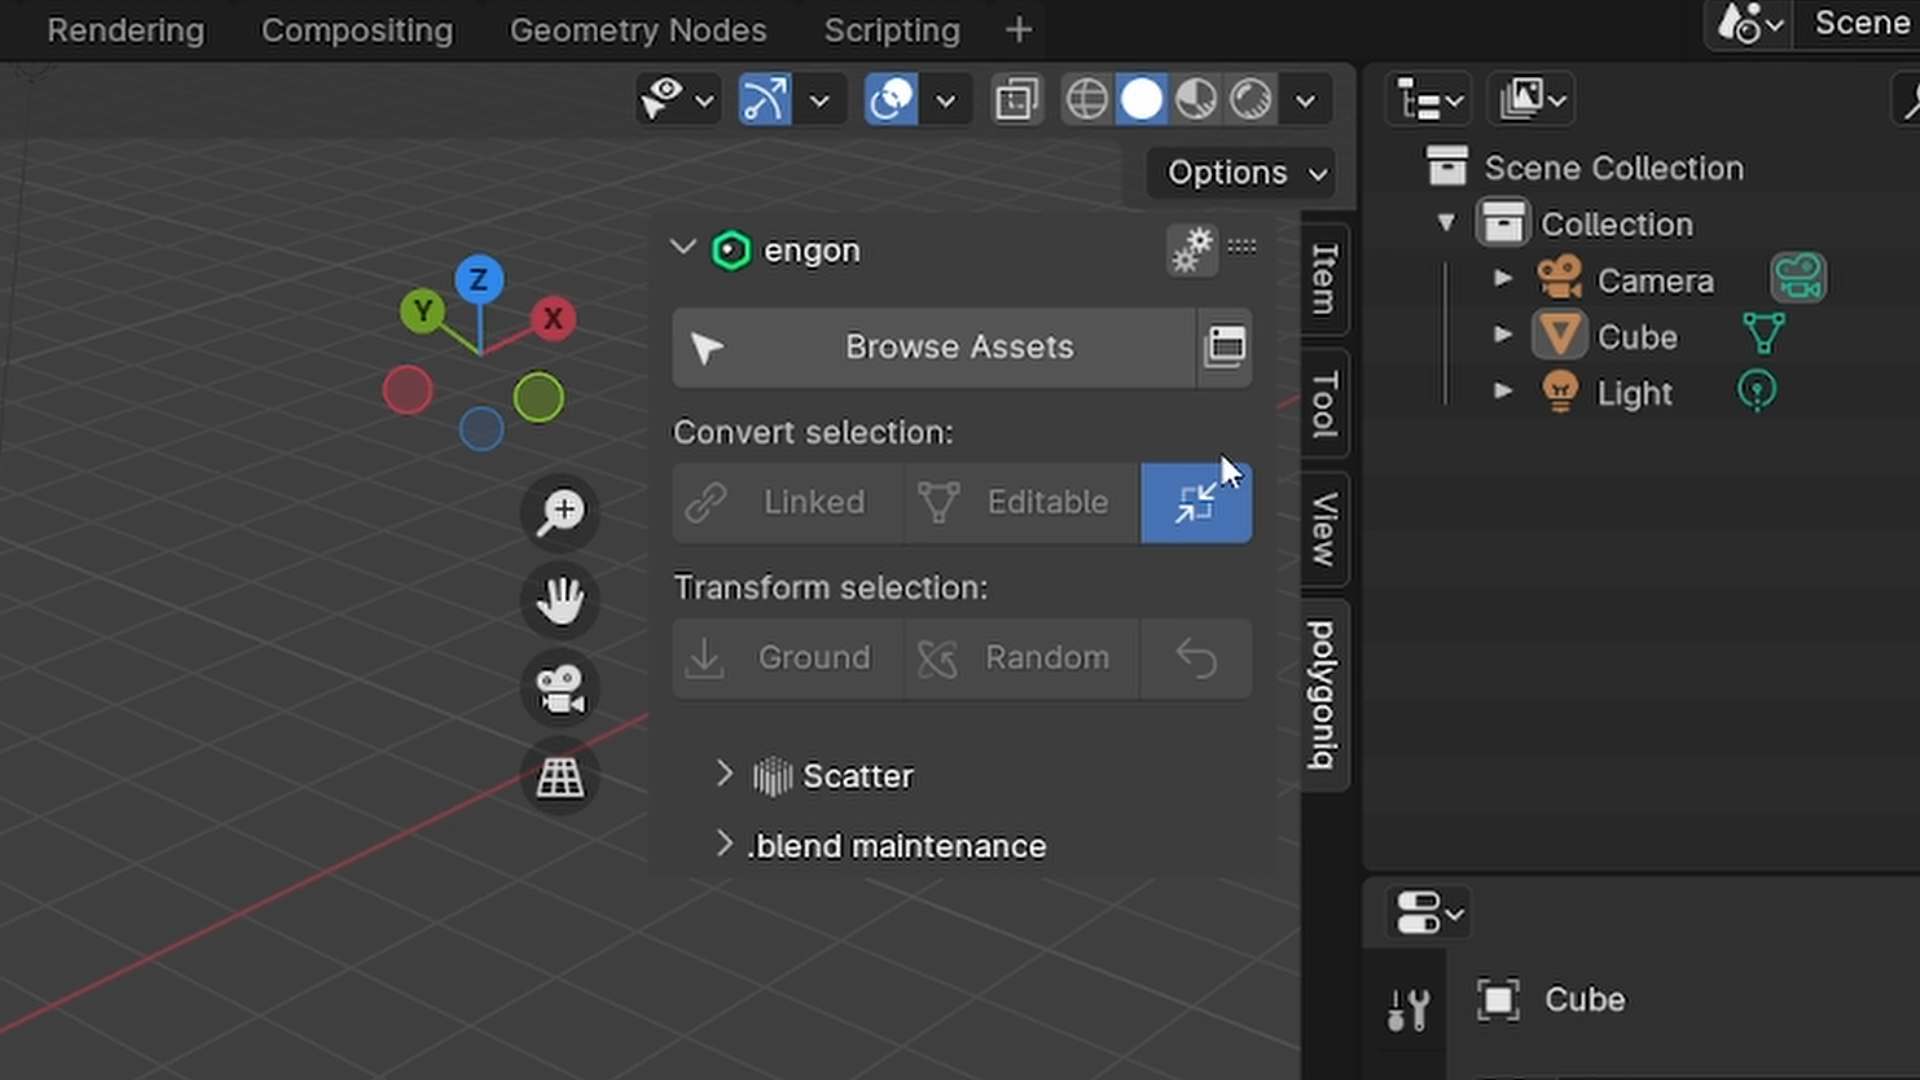 Rendering Compositing Geometry Nodes Scripting +
Scene
Options
Scene Collection
Collection
Camera
Cube
Light
engon
Browse Assets
Convert selection:
Linked Editable
Transform selection:
Ground Random
Scatter
.blend maintenance
Z
Y
X
Item
Tool
View
polygoniq
Cube